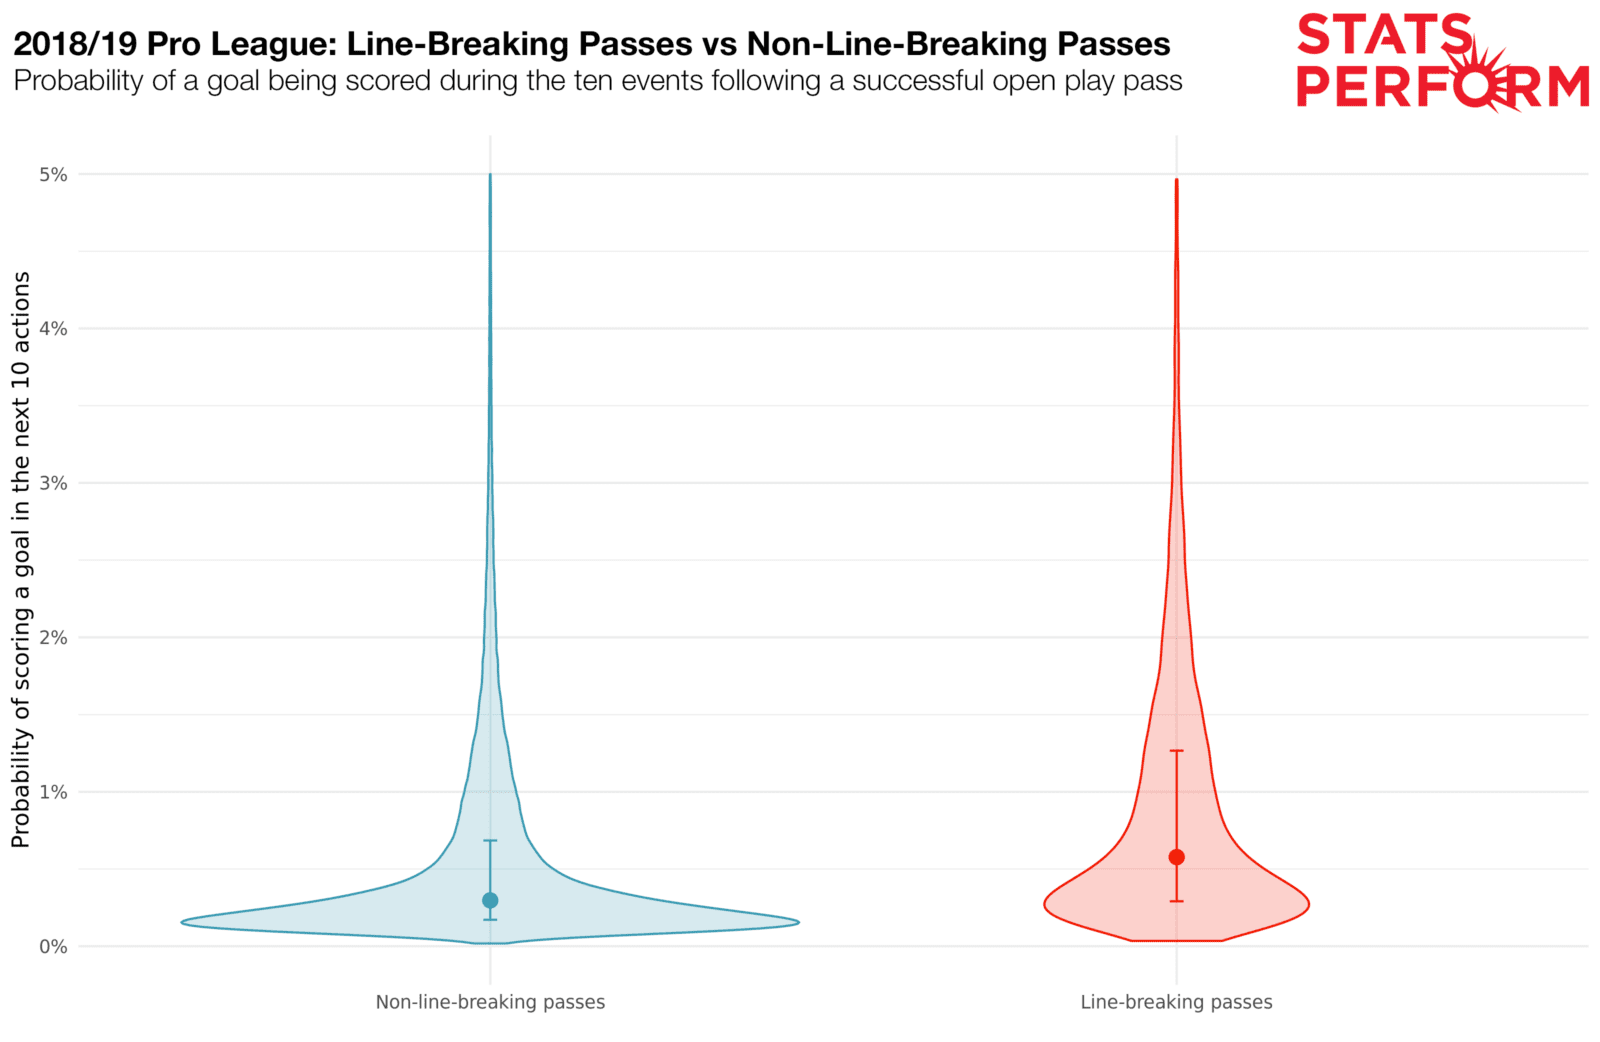 2018/19 Pro League: Line-Breaking Passes vs Non-Line-Breaking Passes
Probability of a goal being scored during the ten events following a successful open play pass
STATS
PERFORM
Probability of scoring a goal in the next 10 actions
5%
4%
3%
2%
1%
0%
Non-line-breaking passes
Line-breaking passes